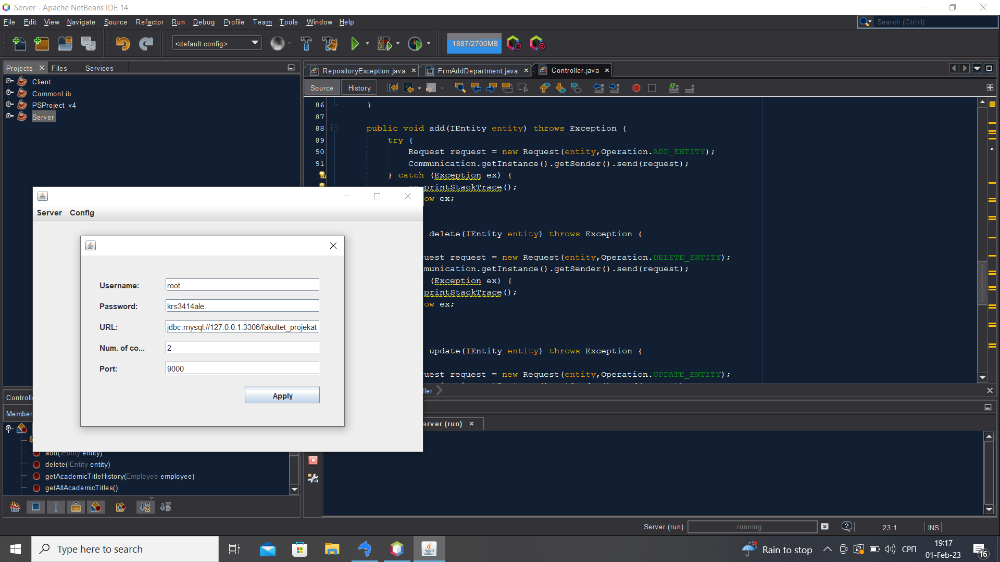 Server - Apache NetBeans IDE 14
File Edit View Navigate Source Refactor Run Debug Profile Team Tools Window Help
Search (Ctrl+I)
<default config>
1887/2700MB
Projects Files Services
Client
CommonLib
PSProject_v4
Server
RepositoryException.java FrmAddDepartment.java Controller.java
Source History
86 }
87
88 public void add(IEntity entity) throws Exception {
89 try {
90 Request request = new Request(entity,Operation.ADD_ENTITY);
91 Communication.getInstance().getSender().send(request);
} catch (Exception ex) {
printStackTrace();
ow ex;
delete(IEntity entity) throws Exception {
uest request = new Request(entity,Operation.DELETE_ENTITY);
munication.getInstance().getSender().send(request);
(Exception ex) {
printStackTrace();
ow ex;
update(IEntity entity) throws Exception {
uest request = new Request(entity,Operation.UPDATE_ENTITY);
ller
Server Config
Username: root
Password: krs3414ale.
URL: jdbc:mysql://127.0.0.1:3306/fakultet_projekat
Num. of co... 2
Port: 9000
Apply
Controll
Member
add(IEntity entity)
delete(IEntity entity)
getAcademicTitleHistory(Employee employee)
getAllAcademicTitles()
erver (run)
Server (run) running... 2 23:1 INS
Type here to search
Rain to stop
СРП
19:17
01-Feb-23
16